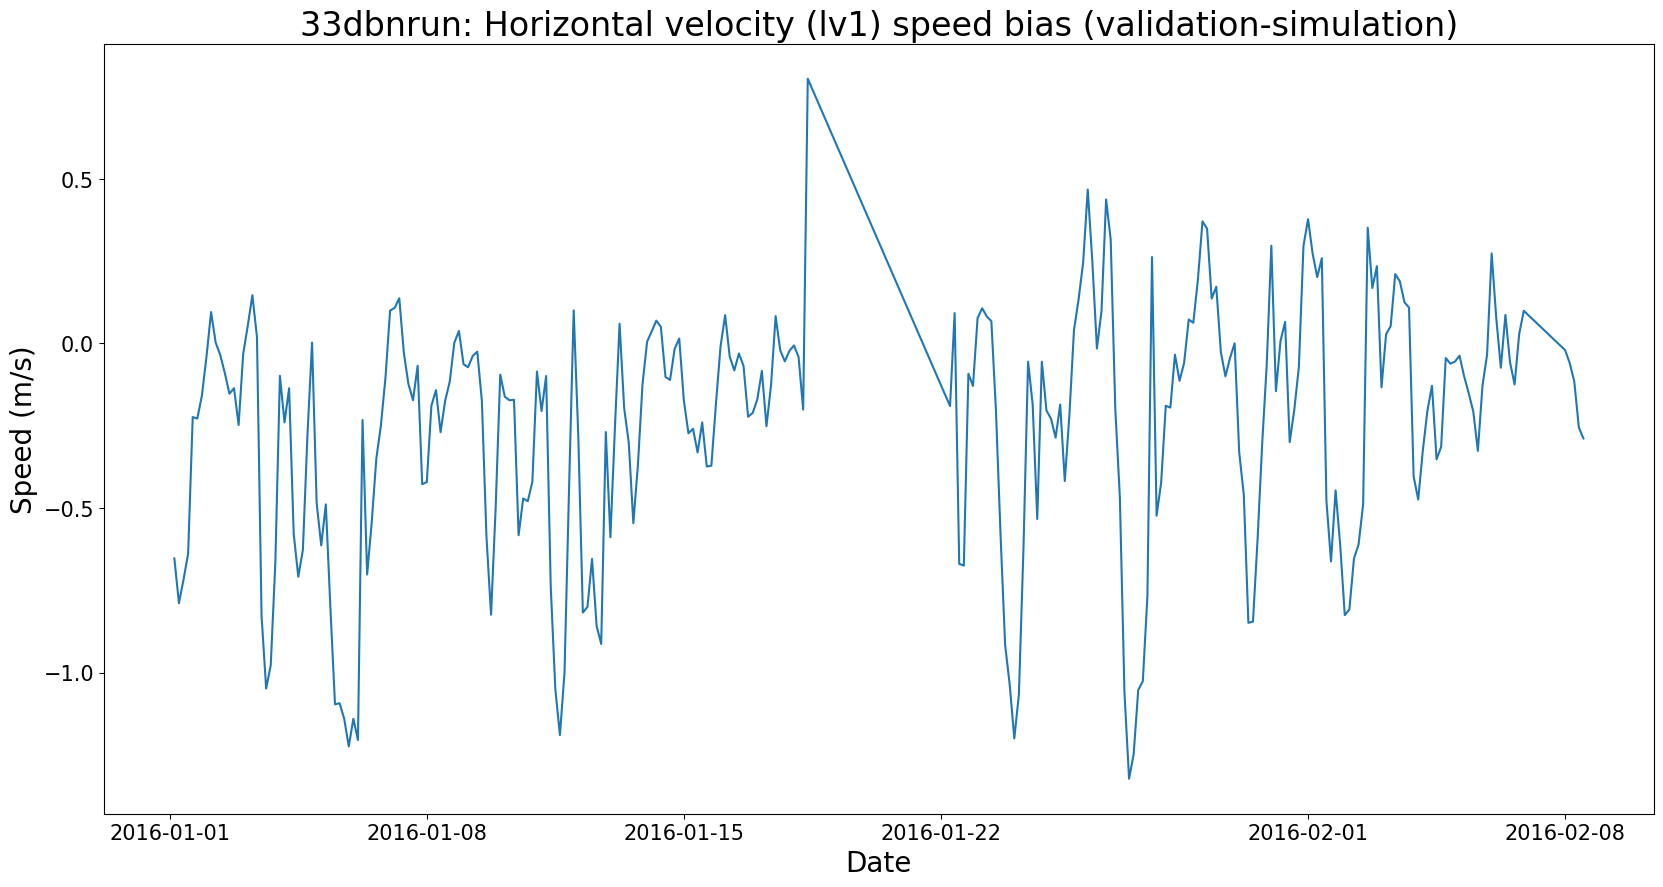 33dbnrun: Horizontal velocity (lv1) speed bias (validation-simulation)
Speed (m/s)
0.5
0.0
−0.5
−1.0
2016-01-01 2016-01-08 2016-01-15 2016-01-22 2016-02-01 2016-02-08
Date